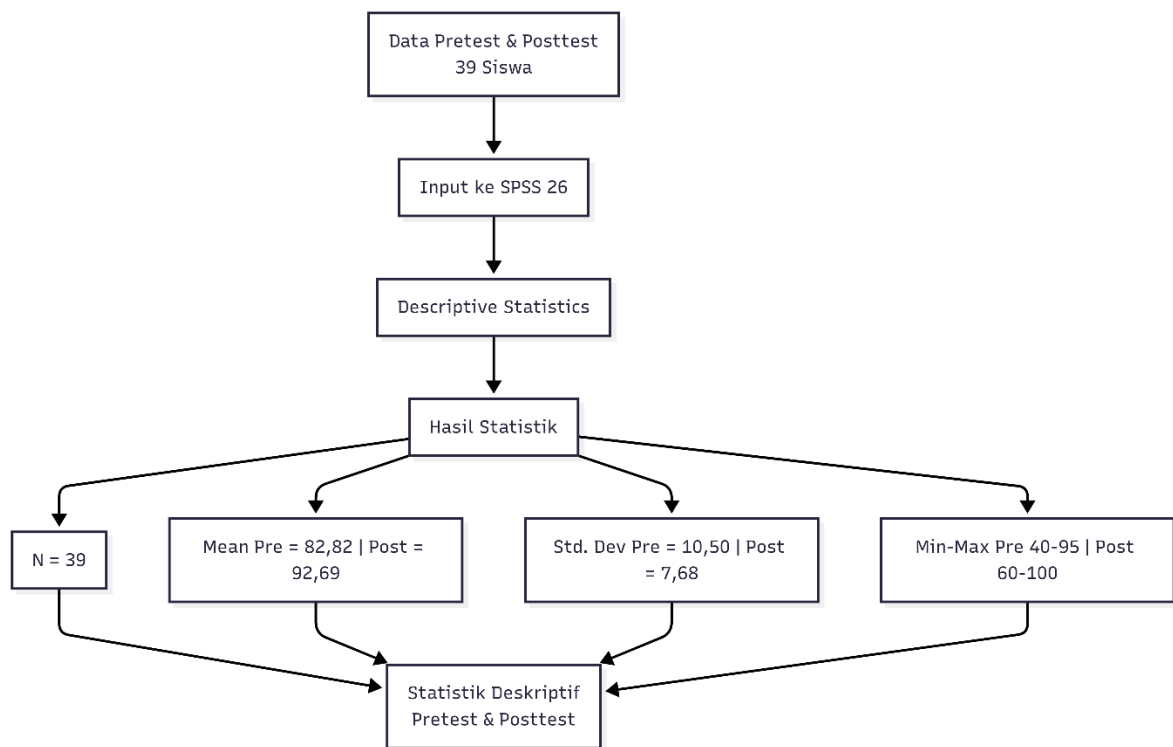 Data Pretest & Posttest
39 Siswa
Input ke SPSS 26
Descriptive Statistics
Hasil Statistik
N = 39
Mean Pre = 82,82 | Post =
92,69
Std. Dev Pre = 10,50 | Post
= 7,68
Min-Max Pre 40-95 | Post
60-100
Statistik Deskriptif
Pretest & Posttest